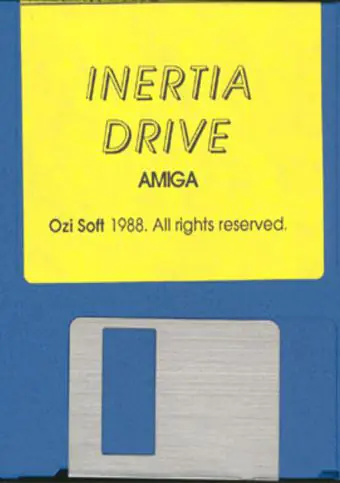 INERTIA
DRIVE
AMIGA
Ozi Soft 1988. All rights reserved.